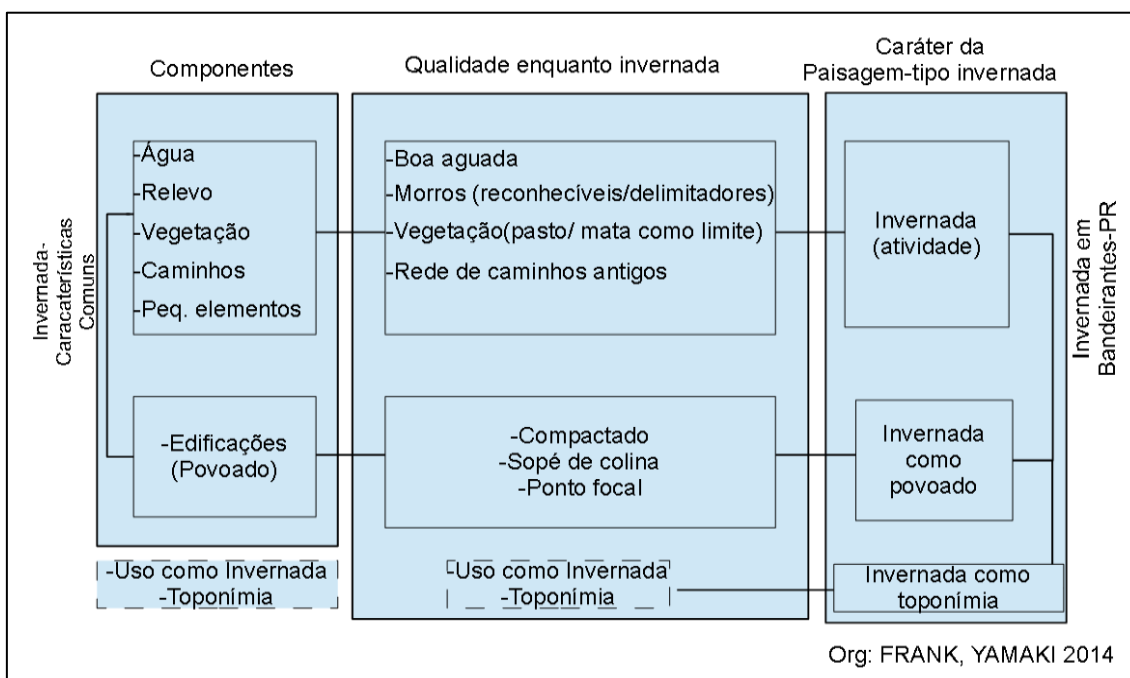 Componentes
Qualidade enquanto invernada
Caráter da
Paisagem-tipo invernada
Invernada-
Caracaterísticas
Comuns
-Água
-Relevo
-Vegetação
-Caminhos
-Peq. elementos
-Edificações
(Povoado)
-Uso como Invernada
-Toponímia
-Boa aguada
-Morros (reconhecíveis/delimitadores)
-Vegetação(pasto/ mata como limite)
-Rede de caminhos antigos
-Compactado
-Sopé de colina
-Ponto focal
-Uso como Invernada
-Toponímia
Invernada
(atividade)
Invernada
como
povoado
Invernada como
toponímia
Invernada em
Bandeirantes-PR
Org: FRANK, YAMAKI 2014